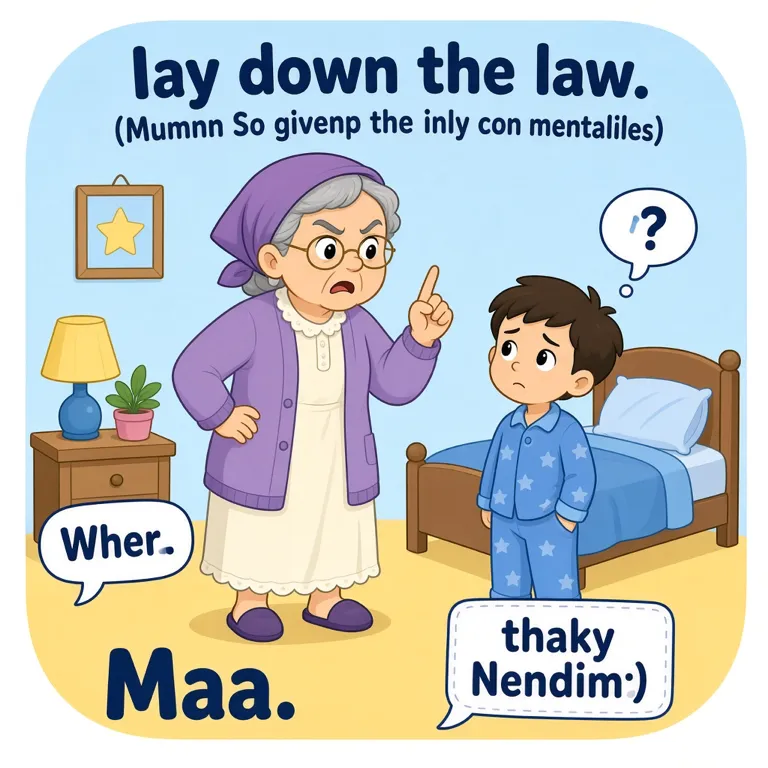 lay down the law.
(Mumnn So givenp the inly con mentaliles)
?
Wher.
Maa.
thaky
Nendim:)